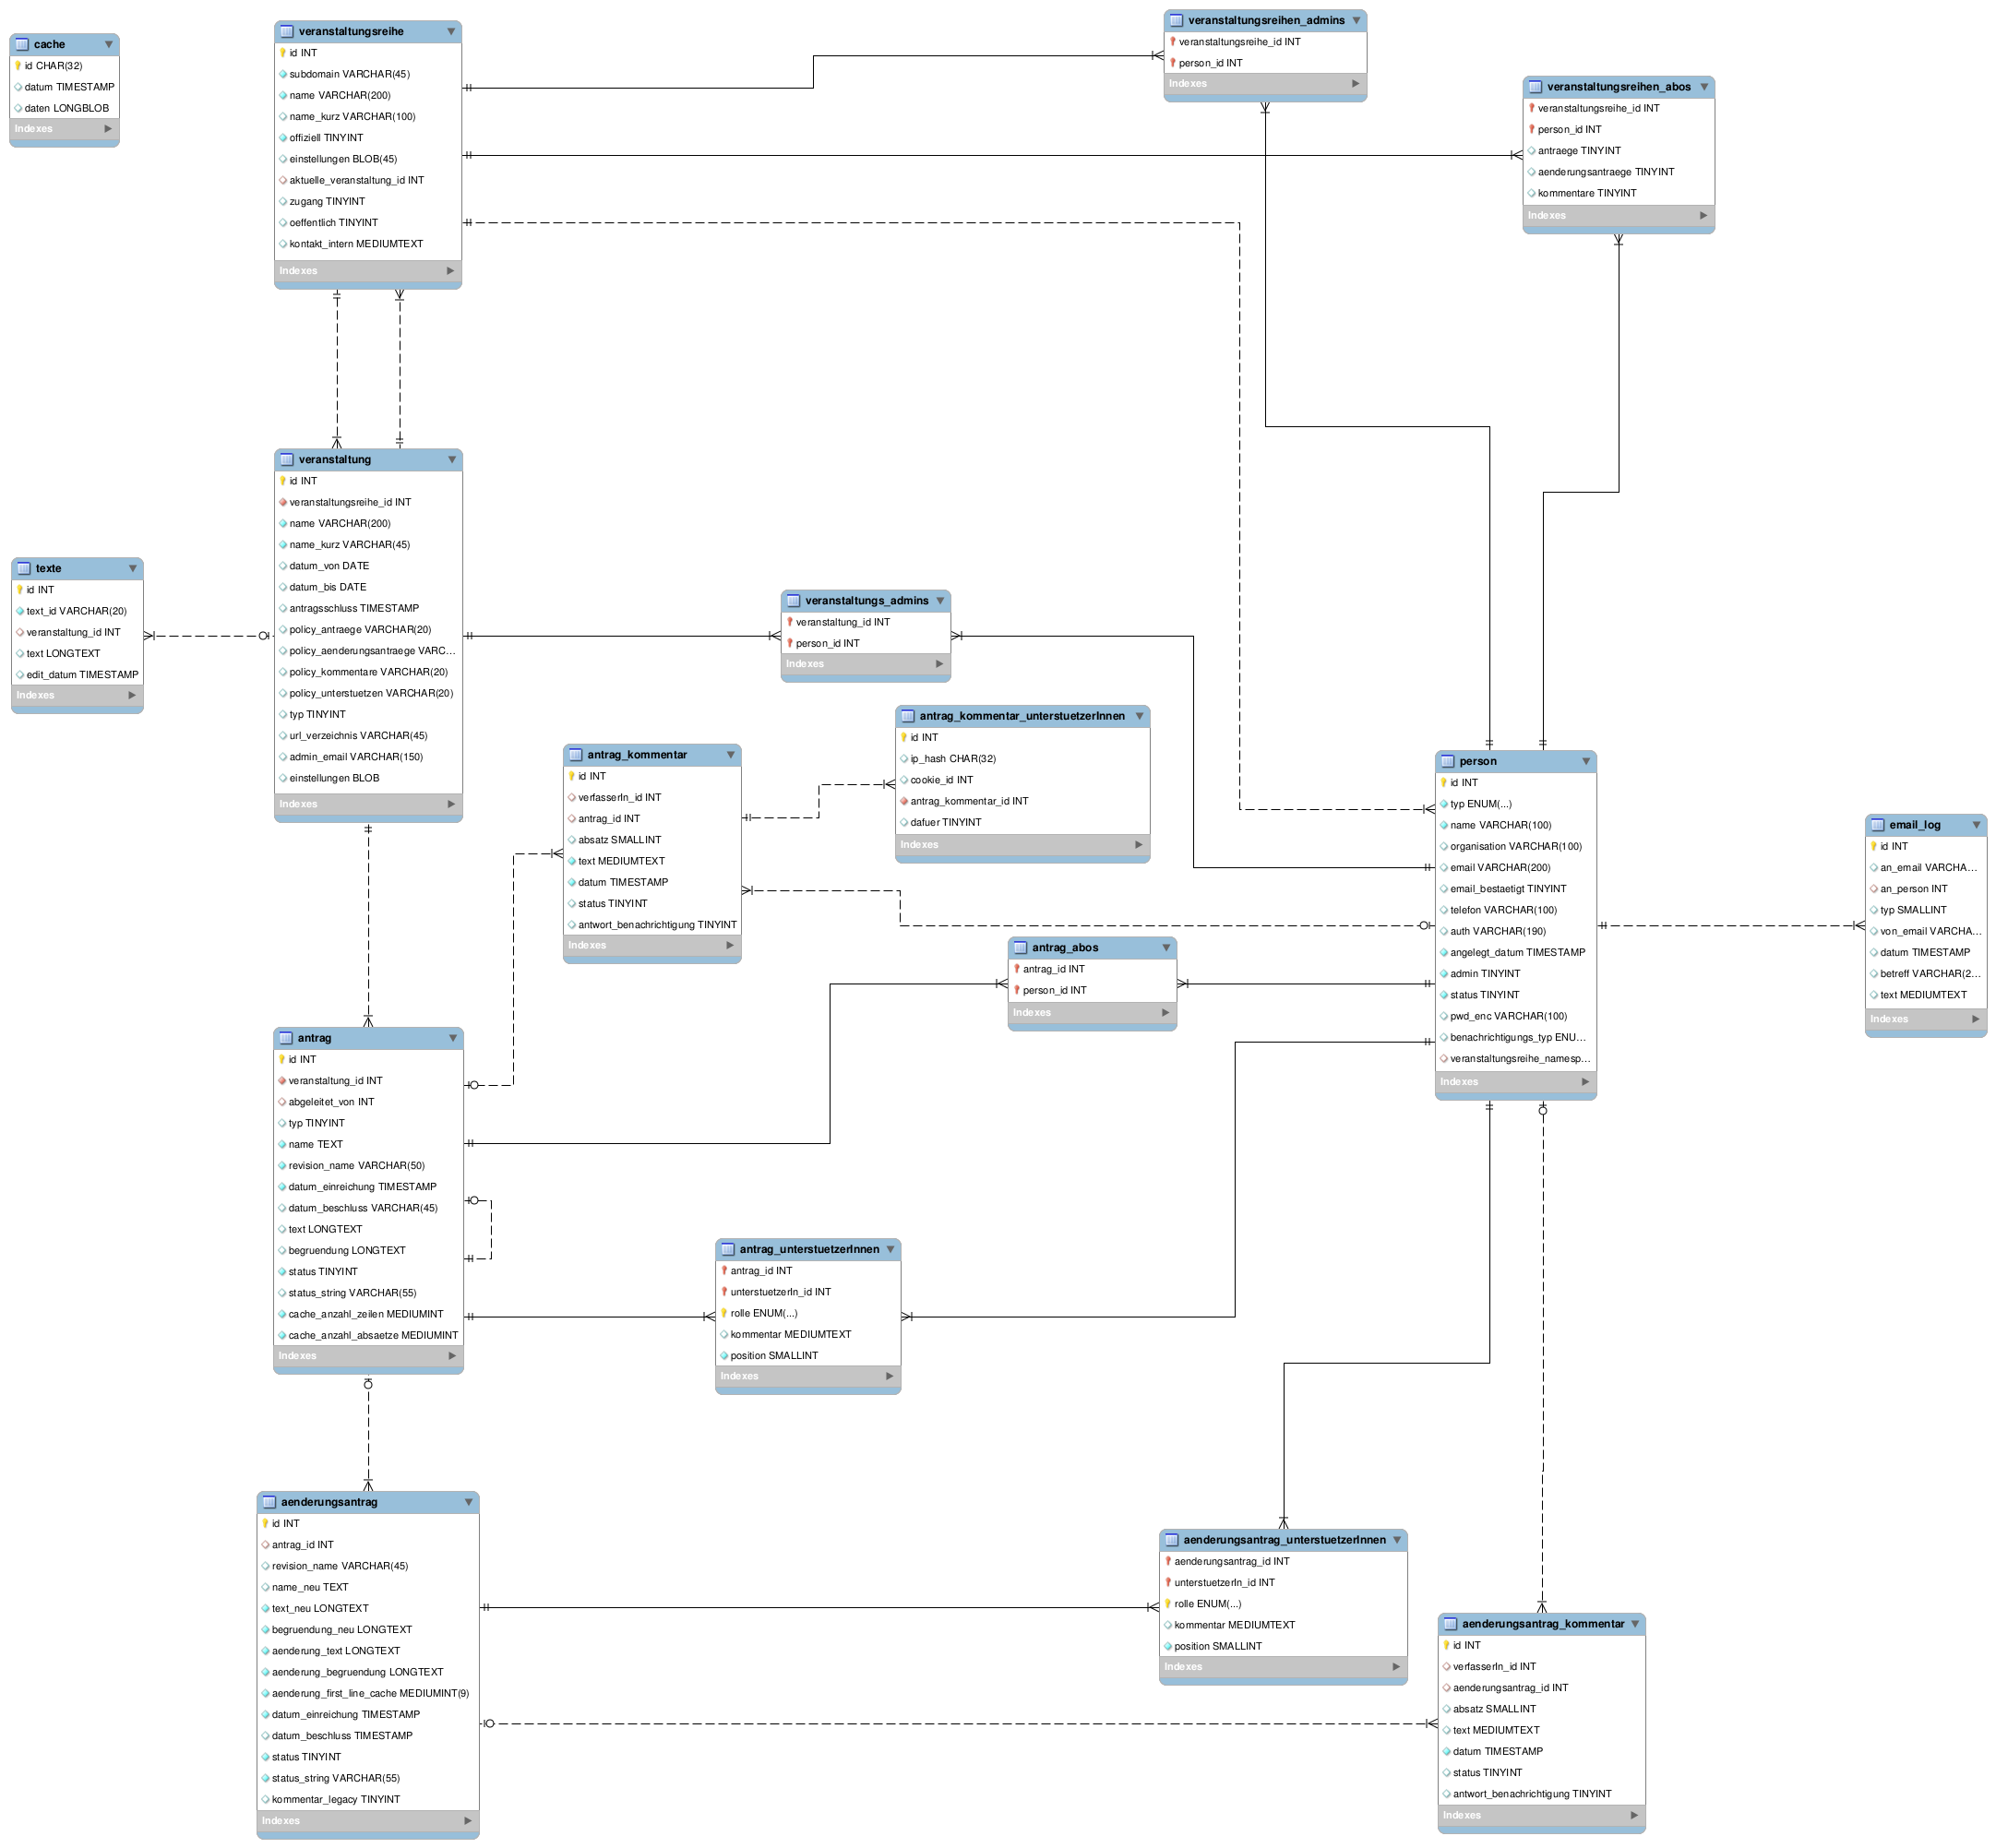 cache
id CHAR(32)
datum TIMESTAMP
daten LONGBLOB
Indexes
veranstaltungsreihe
id INT
subdomain VARCHAR(45)
name VARCHAR(200)
name_kurz VARCHAR(100)
offiziell TINYINT
einstellungen BLOB(45)
aktuelle_veranstaltung_id INT
zugang TINYINT
oeffentlich TINYINT
kontakt_intern MEDIUMTEXT
Indexes
veranstaltungsreihen_admins
veranstaltungsreihe_id INT
person_id INT
Indexes
veranstaltungsreihen_abos
veranstaltungsreihe_id INT
person_id INT
antraege TINYINT
aenderungsantraege TINYINT
kommentare TINYINT
Indexes
veranstaltung
id INT
veranstaltungsreihe_id INT
name VARCHAR(200)
name_kurz VARCHAR(45)
datum_von DATE
datum_bis DATE
antragsschluss TIMESTAMP
policy_antraege VARCHAR(20)
policy_aenderungsantraege VARC...
policy_kommentare VARCHAR(20)
policy_unterstuetzen VARCHAR(20)
typ TINYINT
url_verzeichnis VARCHAR(45)
admin_email VARCHAR(150)
einstellungen BLOB
Indexes
texte
id INT
text_id VARCHAR(20)
veranstaltung_id INT
text LONGTEXT
edit_datum TIMESTAMP
Indexes
veranstaltungs_admins
veranstaltung_id INT
person_id INT
Indexes
antrag_kommentar_unterstuetzerInnen
id INT
ip_hash CHAR(32)
cookie_id INT
antrag_kommentar_id INT
dafuer TINYINT
Indexes
antrag_kommentar
id INT
verfasserIn_id INT
antrag_id INT
absatz SMALLINT
text MEDIUMTEXT
datum TIMESTAMP
status TINYINT
antwort_benachrichtigung TINYINT
Indexes
person
id INT
typ ENUM(...)
name VARCHAR(100)
organisation VARCHAR(100)
email VARCHAR(200)
email_bestaetigt TINYINT
telefon VARCHAR(100)
auth VARCHAR(190)
angelegt_datum TIMESTAMP
admin TINYINT
status TINYINT
pwd_enc VARCHAR(100)
benachrichtigungs_typ ENU...
veranstaltungsreihe_namesp...
Indexes
email_log
id INT
an_email VARCHA...
an_person INT
typ SMALLINT
von_email VARCHA...
datum TIMESTAMP
betreff VARCHAR(2...
text MEDIUMTEXT
Indexes
antrag_abos
antrag_id INT
person_id INT
Indexes
antrag
id INT
veranstaltung_id INT
abgeleitet_von INT
typ TINYINT
name TEXT
revision_name VARCHAR(50)
datum_einreichung TIMESTAMP
datum_beschluss VARCHAR(45)
text LONGTEXT
begruendung LONGTEXT
status TINYINT
status_string VARCHAR(55)
cache_anzahl_zeilen MEDIUMINT
cache_anzahl_absaetze MEDIUMINT
Indexes
antrag_unterstuetzerInnen
antrag_id INT
unterstuetzerIn_id INT
rolle ENUM(...)
kommentar MEDIUMTEXT
position SMALLINT
Indexes
aenderungsantrag
id INT
antrag_id INT
revision_name VARCHAR(45)
name_neu TEXT
text_neu LONGTEXT
begruendung_neu LONGTEXT
aenderung_text LONGTEXT
aenderung_begruendung LONGTEXT
aenderung_first_line_cache MEDIUMINT(9)
datum_einreichung TIMESTAMP
datum_beschluss TIMESTAMP
status TINYINT
status_string VARCHAR(55)
kommentar_legacy TINYINT
Indexes
aenderungsantrag_unterstuetzerInnen
aenderungsantrag_id INT
unterstuetzerIn_id INT
rolle ENUM(...)
kommentar MEDIUMTEXT
position SMALLINT
Indexes
aenderungsantrag_kommentar
id INT
verfasserIn_id INT
aenderungsantrag_id INT
absatz SMALLINT
text MEDIUMTEXT
datum TIMESTAMP
status TINYINT
antwort_benachrichtigung TINYINT
Indexes